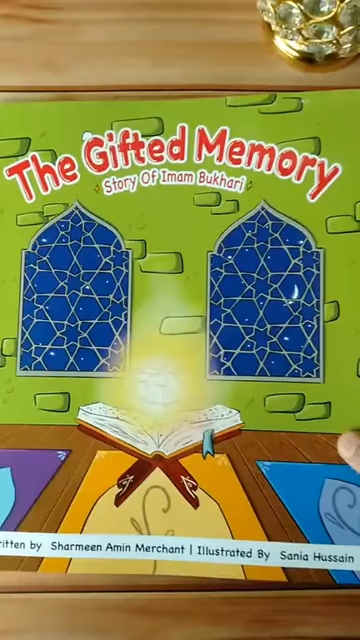 The Gifted Memory
Story Of Imam Bukhari
ritten by Sharmeen Amin Merchant | Illustrated By Sania Hussain